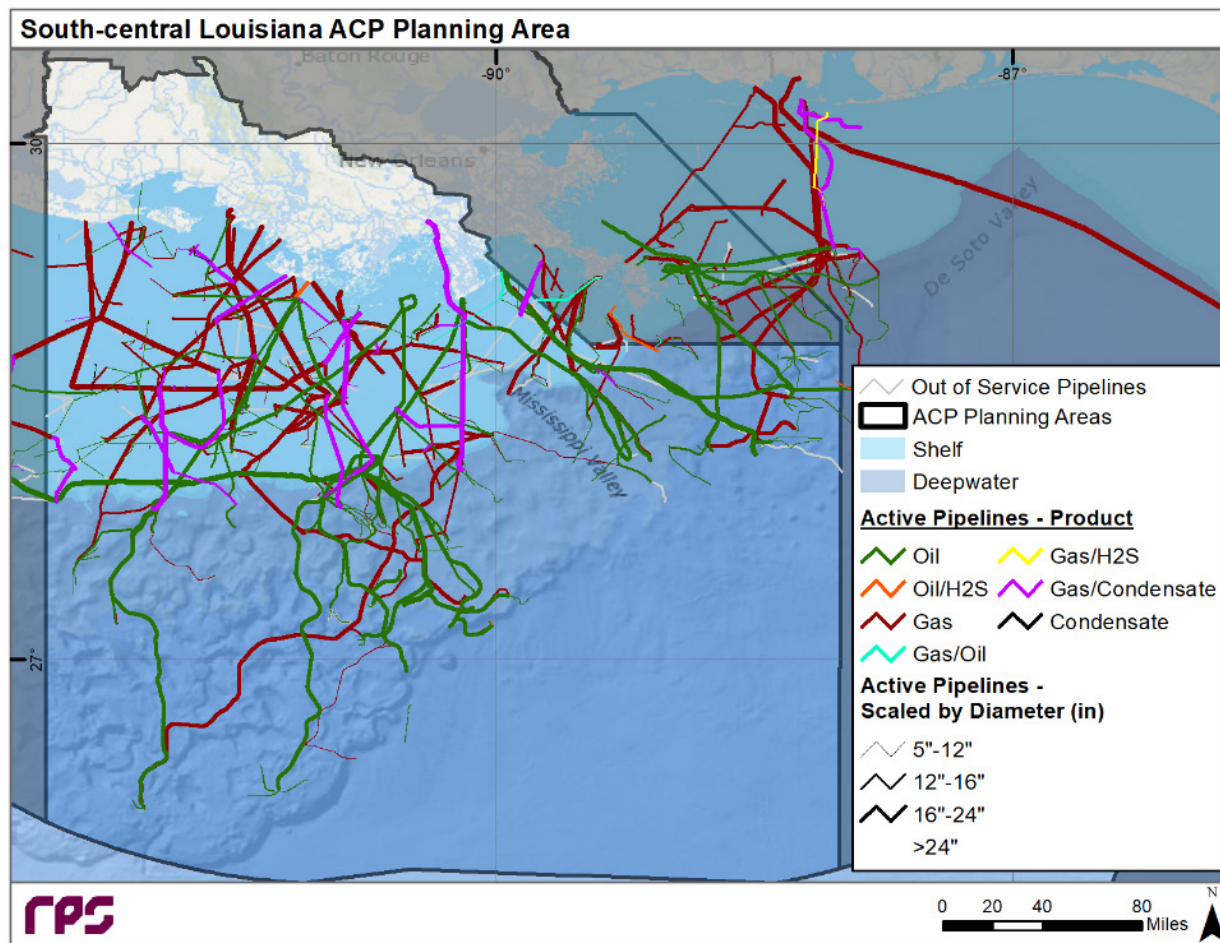 South-central Louisiana ACP Planning Area
Baton Rouge
-90°
-87°
30°
New Orleans
De Soto Valley
Mississippi Valley
27°
Out of Service Pipelines
ACP Planning Areas
Shelf
Deepwater
Active Pipelines - Product
Oil
Gas/H2S
Oil/H2S
Gas/Condensate
Gas
Condensate
Gas/Oil
Active Pipelines -
Scaled by Diameter (in)
5"-12"
12"-16"
16"-24"
>24"
rps
0 20 40 80
Miles
N